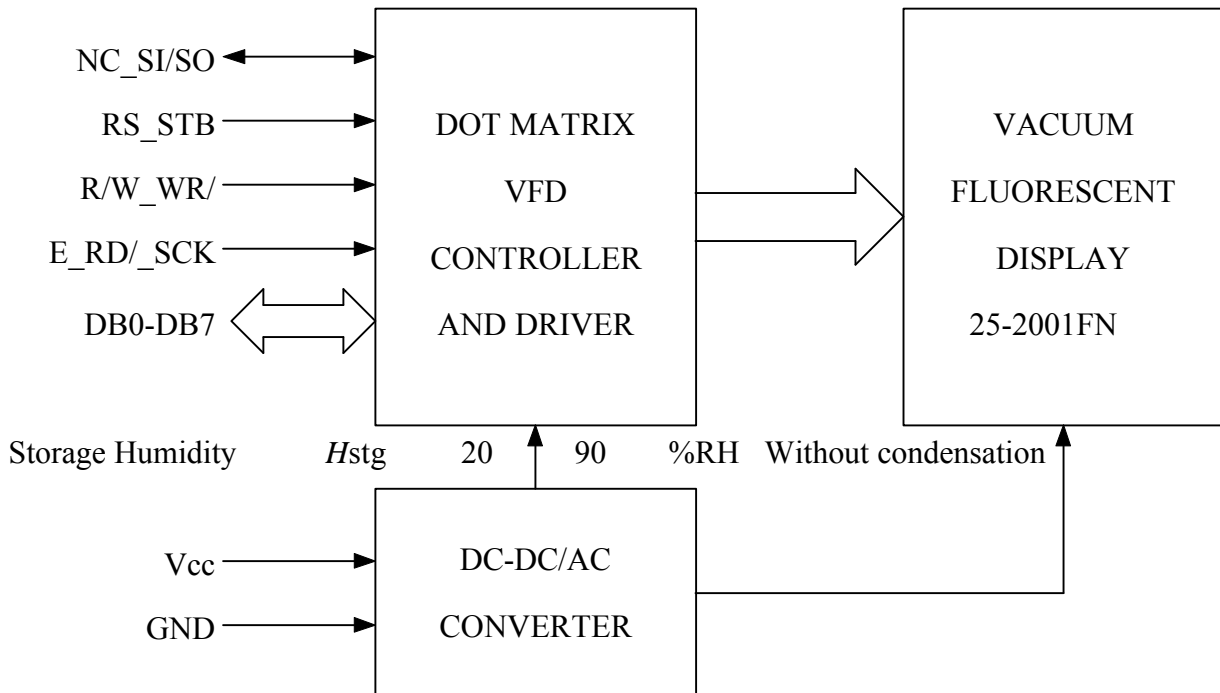 NC_SI/SO
RS_STB
R/W_WR/
E_RD/_SCK
DB0-DB7
DOT MATRIX
VFD
CONTROLLER
AND DRIVER
VACUUM
FLUORESCENT
DISPLAY
25-2001FN
Storage Humidity Hstg 20 90 %RH Without condensation
Vcc
GND
DC-DC/AC
CONVERTER